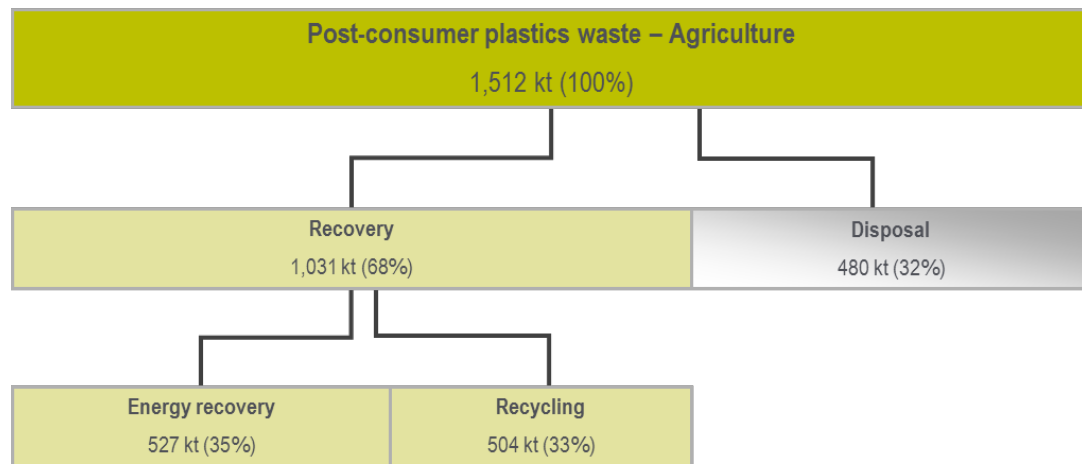 Post-consumer plastics waste – Agriculture
1,512 kt (100%)
Recovery
1,031 kt (68%)
Disposal
480 kt (32%)
Energy recovery
527 kt (35%)
Recycling
504 kt (33%)